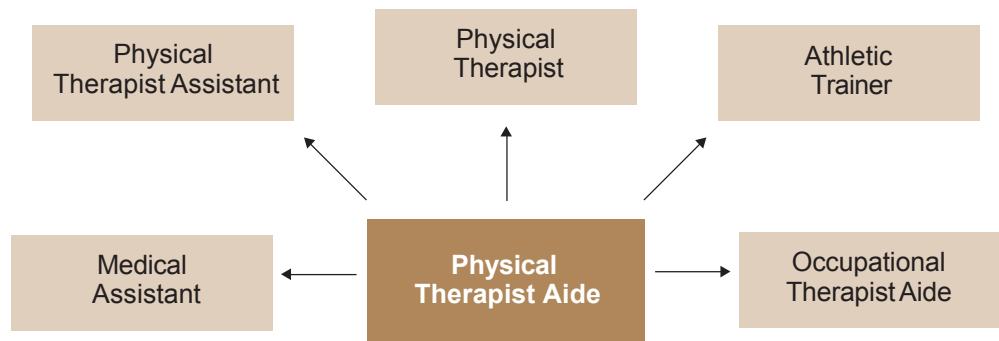 Physical
Therapist Assistant
Physical
Therapist
Athletic
Trainer
Medical
Assistant
Physical
Therapist Aide
Occupational
Therapist Aide